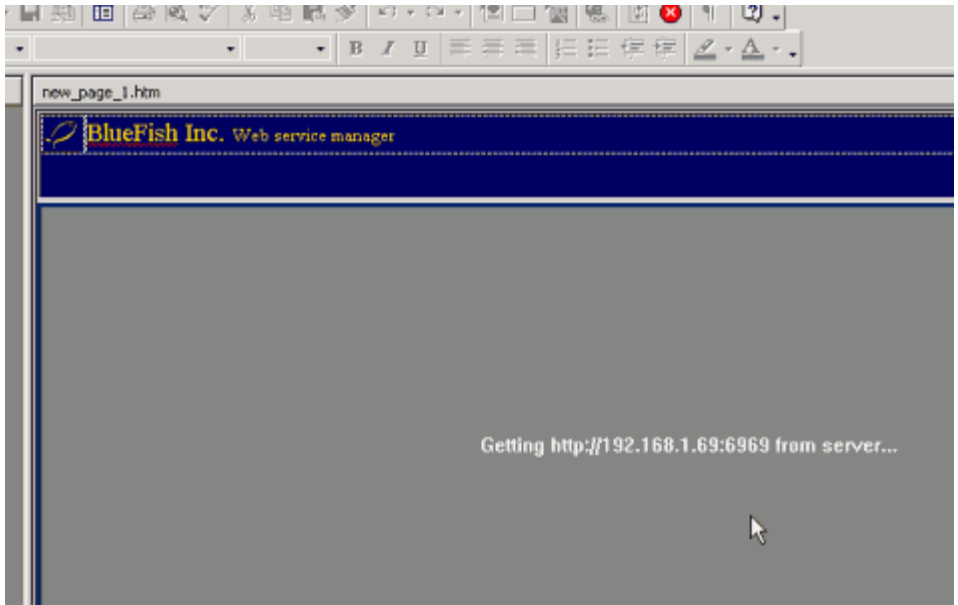 B I U
A
new_page_1.htm
BlueFish Inc. Web service manager
Getting http://192.168.1.69:6969 from server...